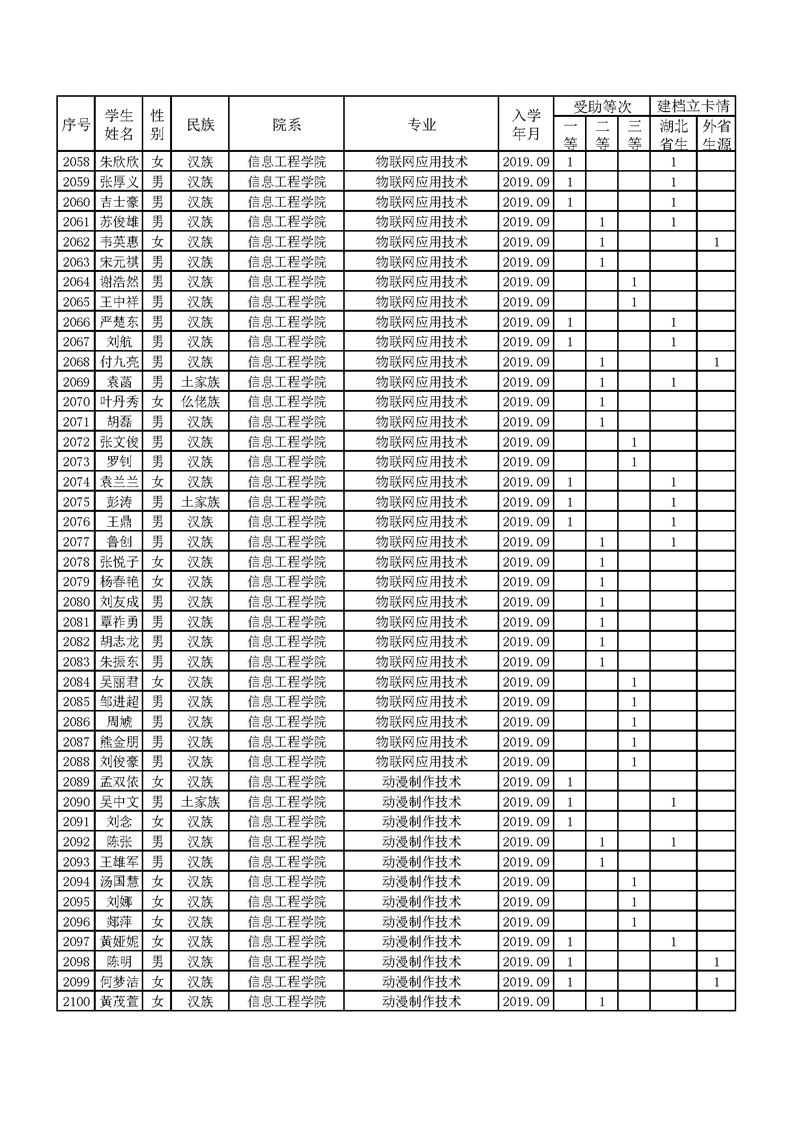 序号 学生姓名 性别 民族 院系 专业 入学年月 受助等次 建档立卡情
一等 二等 三等 湖北省生 外省生源
2058 朱欣欣 女 汉族 信息工程学院 物联网应用技术 2019.09 1 1
2059 张厚义 男 汉族 信息工程学院 物联网应用技术 2019.09 1 1
2060 吉士豪 男 汉族 信息工程学院 物联网应用技术 2019.09 1 1
2061 苏俊雄 男 汉族 信息工程学院 物联网应用技术 2019.09 1 1
2062 韦英惠 女 汉族 信息工程学院 物联网应用技术 2019.09 1 1
2063 宋元祺 男 汉族 信息工程学院 物联网应用技术 2019.09 1
2064 谢浩然 男 汉族 信息工程学院 物联网应用技术 2019.09 1
2065 王中祥 男 汉族 信息工程学院 物联网应用技术 2019.09 1
2066 严楚东 男 汉族 信息工程学院 物联网应用技术 2019.09 1 1
2067 刘航 男 汉族 信息工程学院 物联网应用技术 2019.09 1 1
2068 付九亮 男 汉族 信息工程学院 物联网应用技术 2019.09 1 1
2069 袁菡 男 土家族 信息工程学院 物联网应用技术 2019.09 1 1
2070 叶丹秀 女 仫佬族 信息工程学院 物联网应用技术 2019.09 1
2071 胡磊 男 汉族 信息工程学院 物联网应用技术 2019.09 1
2072 张文俊 男 汉族 信息工程学院 物联网应用技术 2019.09 1
2073 罗钊 男 汉族 信息工程学院 物联网应用技术 2019.09 1
2074 袁兰兰 女 汉族 信息工程学院 物联网应用技术 2019.09 1 1
2075 彭涛 男 土家族 信息工程学院 物联网应用技术 2019.09 1 1
2076 王鼎 男 汉族 信息工程学院 物联网应用技术 2019.09 1 1
2077 鲁创 男 汉族 信息工程学院 物联网应用技术 2019.09 1 1
2078 张悦子 女 汉族 信息工程学院 物联网应用技术 2019.09 1
2079 杨春艳 女 汉族 信息工程学院 物联网应用技术 2019.09 1
2080 刘友成 男 汉族 信息工程学院 物联网应用技术 2019.09 1
2081 覃祚勇 男 汉族 信息工程学院 物联网应用技术 2019.09 1
2082 胡志龙 男 汉族 信息工程学院 物联网应用技术 2019.09 1
2083 朱振东 男 汉族 信息工程学院 物联网应用技术 2019.09 1
2084 吴丽君 女 汉族 信息工程学院 物联网应用技术 2019.09 1
2085 邹进超 男 汉族 信息工程学院 物联网应用技术 2019.09 1
2086 周 男 汉族 信息工程学院 物联网应用技术 2019.09 1
2087 熊金朋 男 汉族 信息工程学院 物联网应用技术 2019.09 1
2088 刘俊豪 男 汉族 信息工程学院 物联网应用技术 2019.09 1
2089 孟双依 女 汉族 信息工程学院 动漫制作技术 2019.09 1
2090 吴中文 男 土家族 信息工程学院 动漫制作技术 2019.09 1 1
2091 刘念 女 汉族 信息工程学院 动漫制作技术 2019.09 1
2092 陈张 男 汉族 信息工程学院 动漫制作技术 2019.09 1 1
2093 王雄军 男 汉族 信息工程学院 动漫制作技术 2019.09 1
2094 汤国慧 女 汉族 信息工程学院 动漫制作技术 2019.09 1
2095 刘娜 女 汉族 信息工程学院 动漫制作技术 2019.09 1
2096 郯萍 女 汉族 信息工程学院 动漫制作技术 2019.09 1
2097 黄娅妮 女 汉族 信息工程学院 动漫制作技术 2019.09 1 1
2098 陈明 男 汉族 信息工程学院 动漫制作技术 2019.09 1 1
2099 何梦洁 女 汉族 信息工程学院 动漫制作技术 2019.09 1 1
2100 黄茂萱 女 汉族 信息工程学院 动漫制作技术 2019.09 1